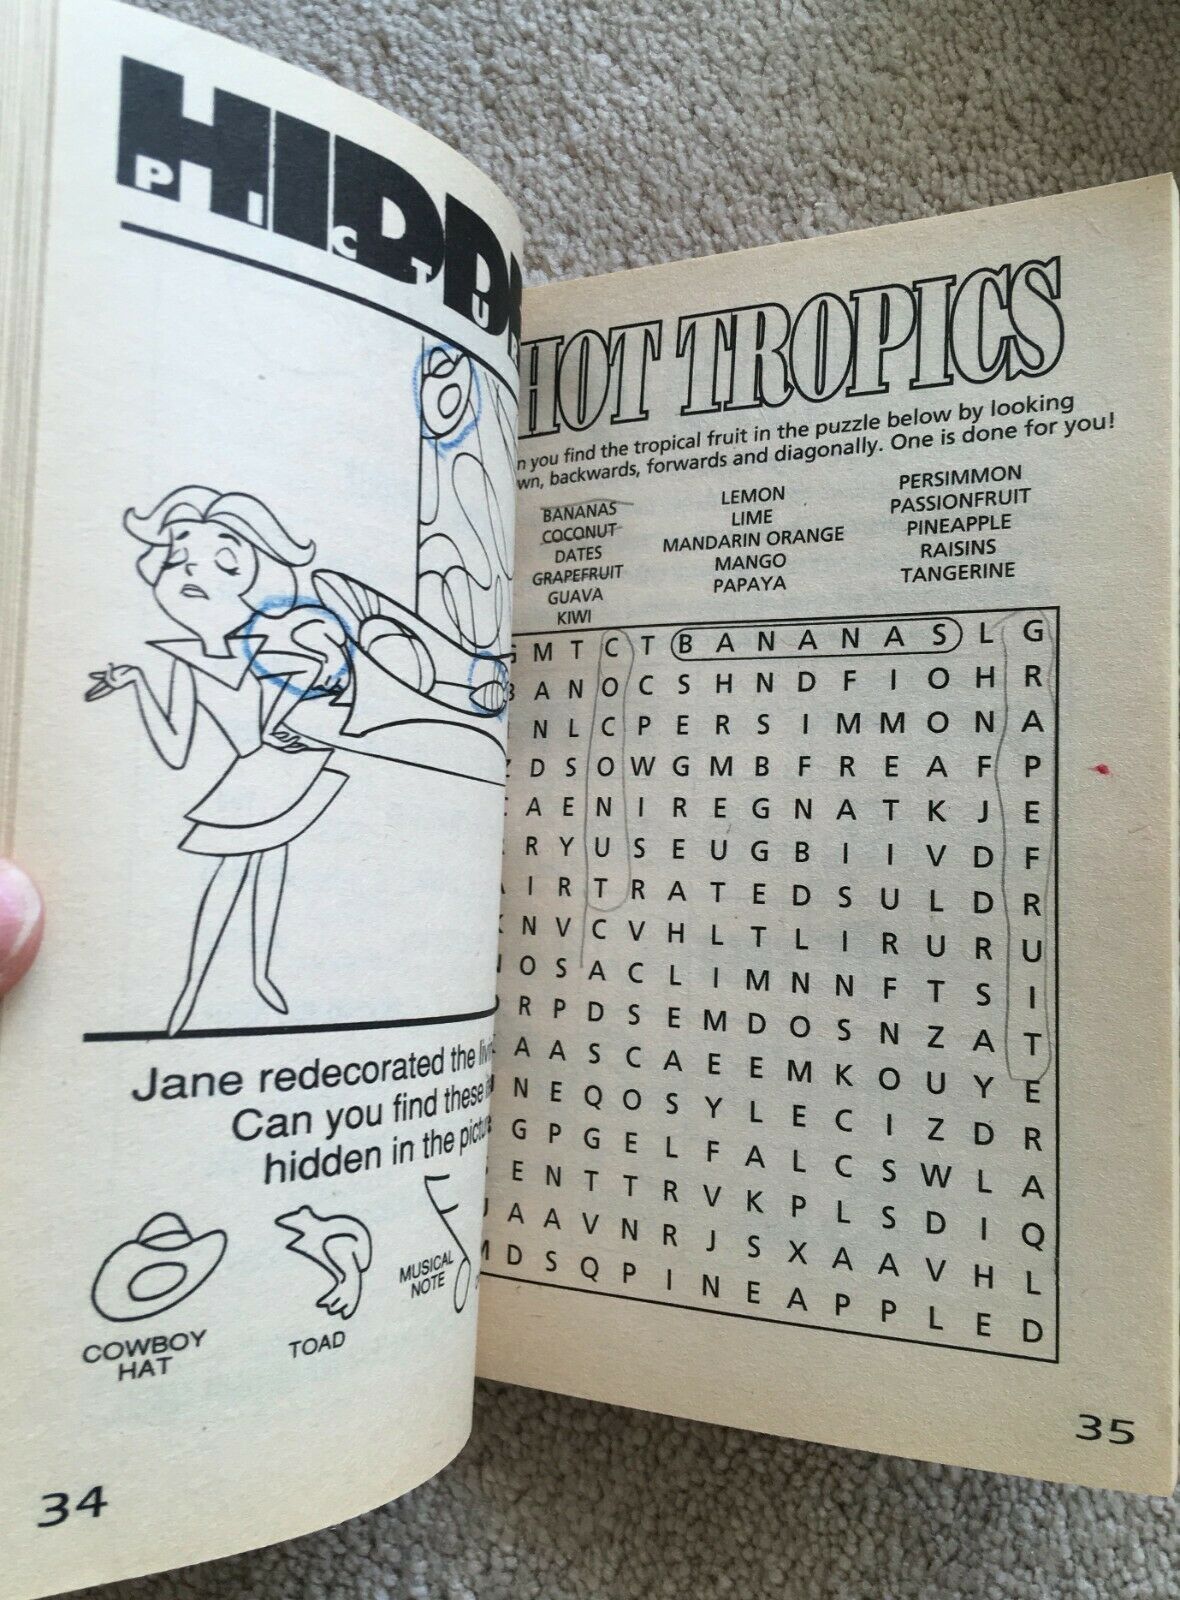 HIDD
PICTU
Jane redecorated the
Can you find these
hidden in the
COWBOY
HAT
TOAD
MUSICAL
NOTE
34
HOT TROPICS
n you find the tropical fruit in the puzzle below by looking
wn, backwards, forwards and diagonally. One is done for you!
BANANAS
COCONUT
DATES
GRAPEFRUIT
GUAVA
KIWI
LEMON
LIME
MANDARIN ORANGE
MANGO
PAPAYA
PERSIMMON
PASSIONFRUIT
PINEAPPLE
RAISINS
TANGERINE
G M T C T B A N A N A S L G
B A N O C S H N D F I O H R
N L C P E R S I M M O N A
Z D S O W G M B F R E A F P
A E N I R E G N A T K J E
R Y U S E U G B I I V D F
I R T R A T E D S U L D R
N V C V H L T L I R U R U
O S A C L I M N N F T S I
R P D S E M D O S N Z A T
A A S C A E E M K O U Y E
N E Q O S Y L E C I Z D R
G P G E L F A L C S W L A
E N T T R V K P L S D I Q
A A V N R J S X A A V H L
M D S Q P I N E A P P L E D
35